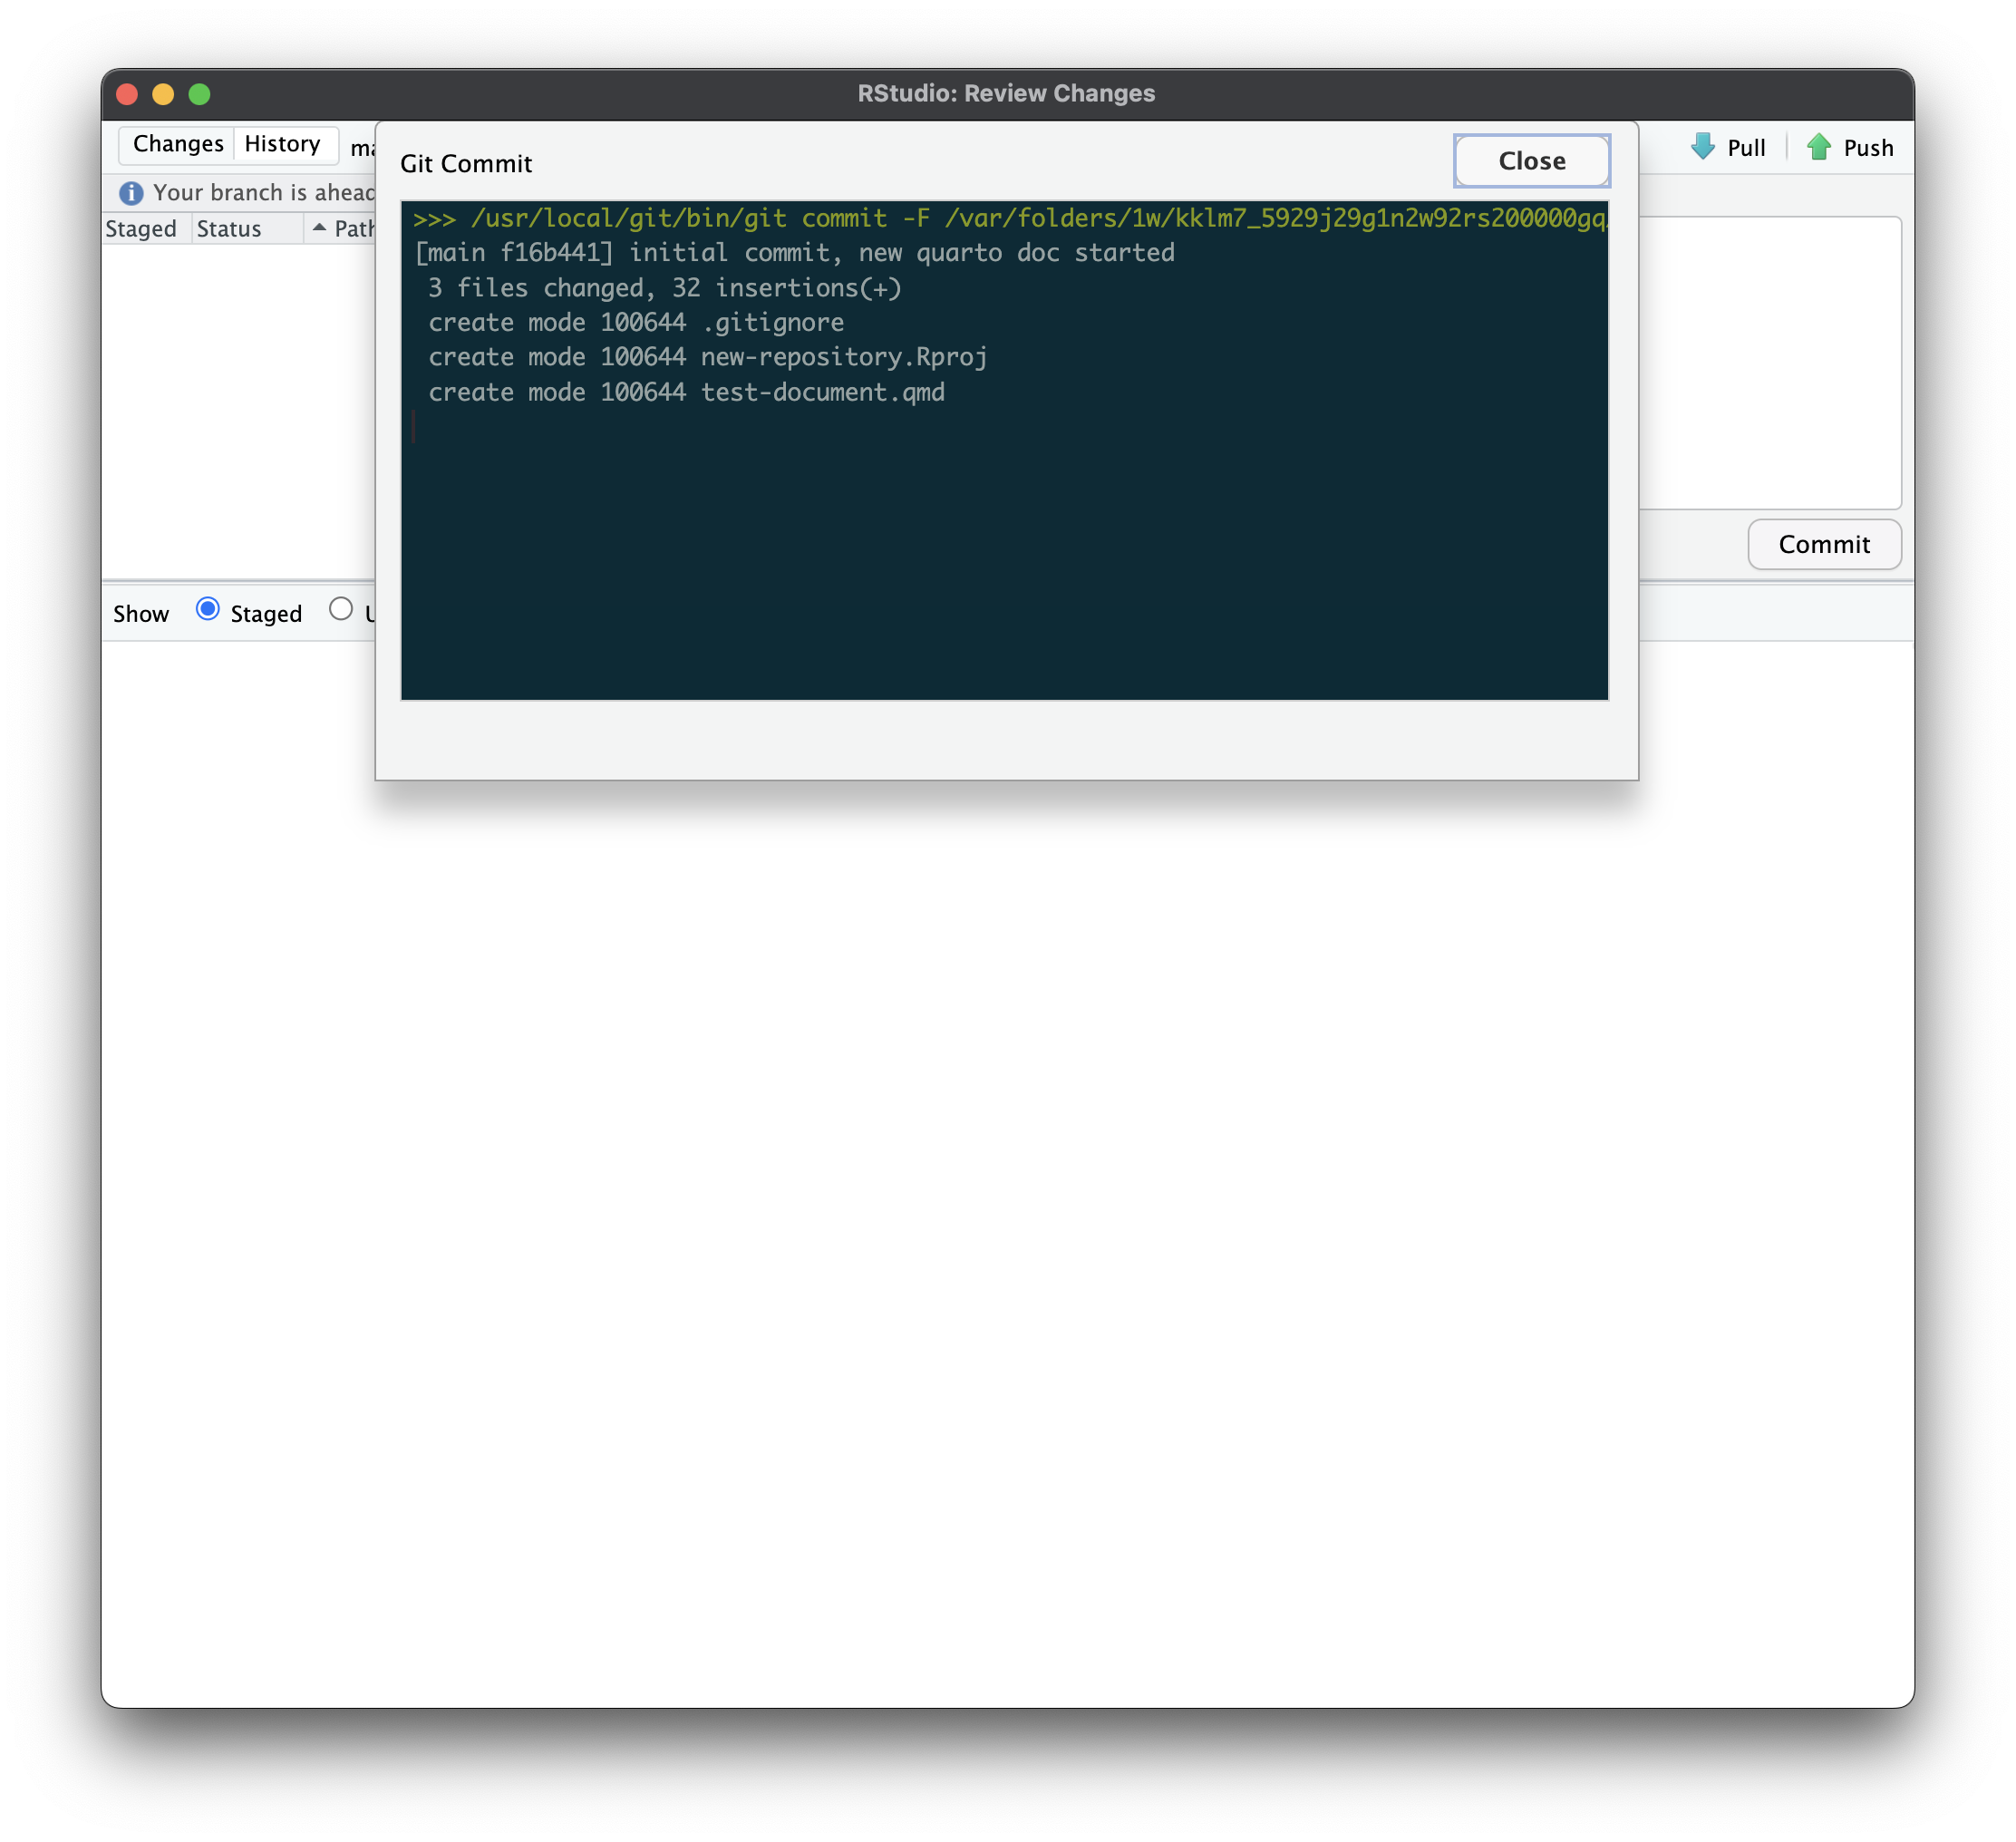 RStudio: Review Changes
Changes History
Pull Push
Git Commit
Close
Your branch is ahead
Staged Status
>>> /usr/local/git/bin/git commit -F /var/folders/1w/kklm7_5929j29g1n2w92rs200000gq
[main f16b441] initial commit, new quarto doc started
3 files changed, 32 insertions(+)
create mode 100644 .gitignore
create mode 100644 new-repository.Rproj
create mode 100644 test-document.qmd
Commit
Show Staged